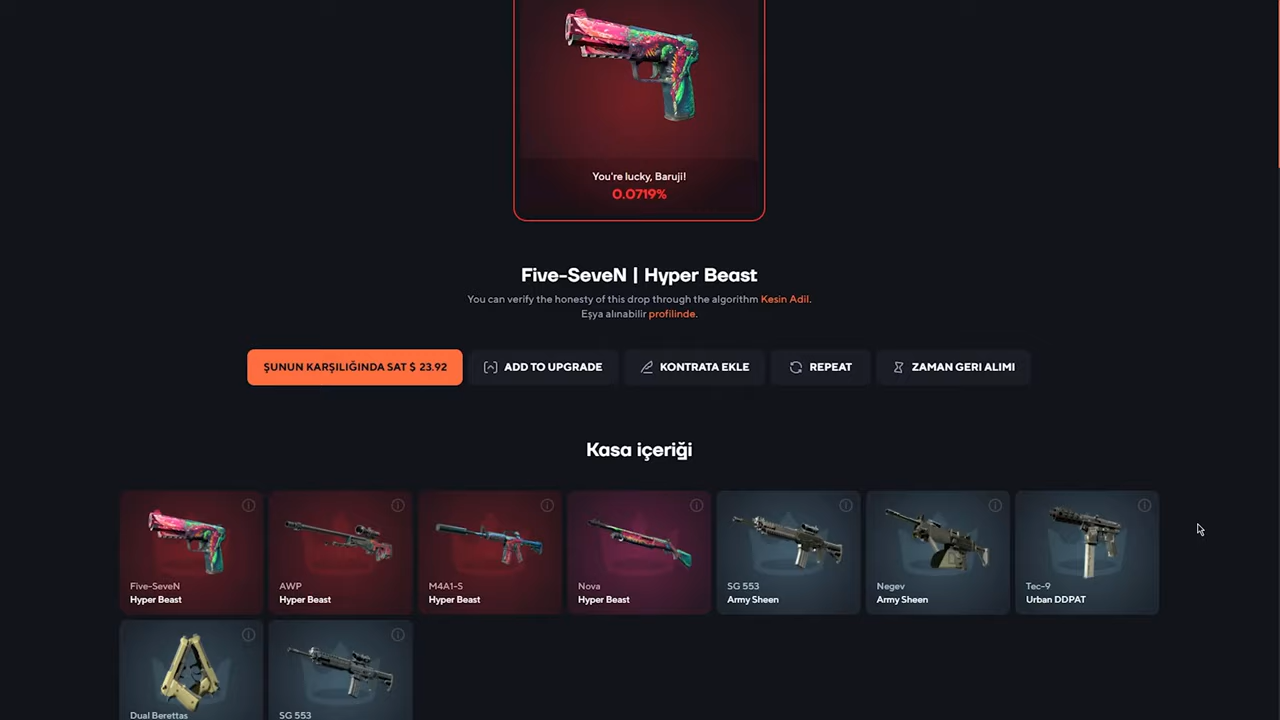 You're lucky, Baruji!
0.0719%
Five-SeveN | Hyper Beast
You can verify the honesty of this drop through the algorithm Kesin Adil.
Eşya alınabilir profilinde.
ŞUNUN KARŞILIĞINDA SAT $ 23.92
ADD TO UPGRADE
KONTRATA EKLE
REPEAT
ZAMAN GERI ALIMI
Kasa içeriği
Five-SeveN
Hyper Beast
AWP
Hyper Beast
M4A1-S
Hyper Beast
Nova
Hyper Beast
SG 553
Army Sheen
Negev
Army Sheen
Tec-9
Urban DDPAT
Dual Berettas
SG 553